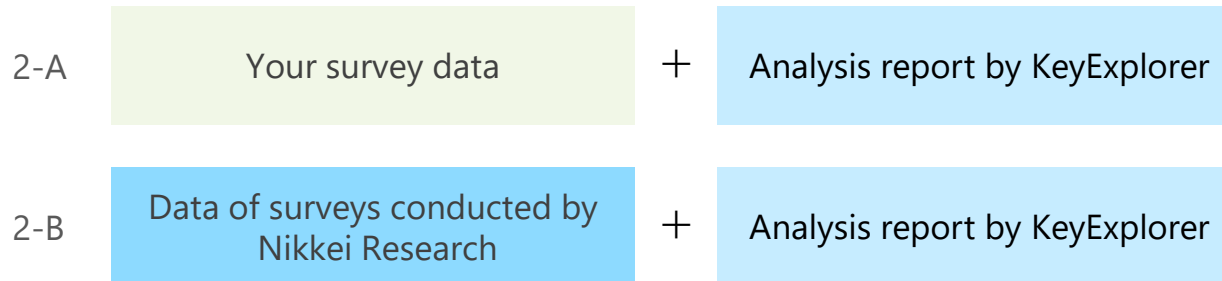 2-A Your survey data + Analysis report by KeyExplorer
2-B Data of surveys conducted by
Nikkei Research + Analysis report by KeyExplorer